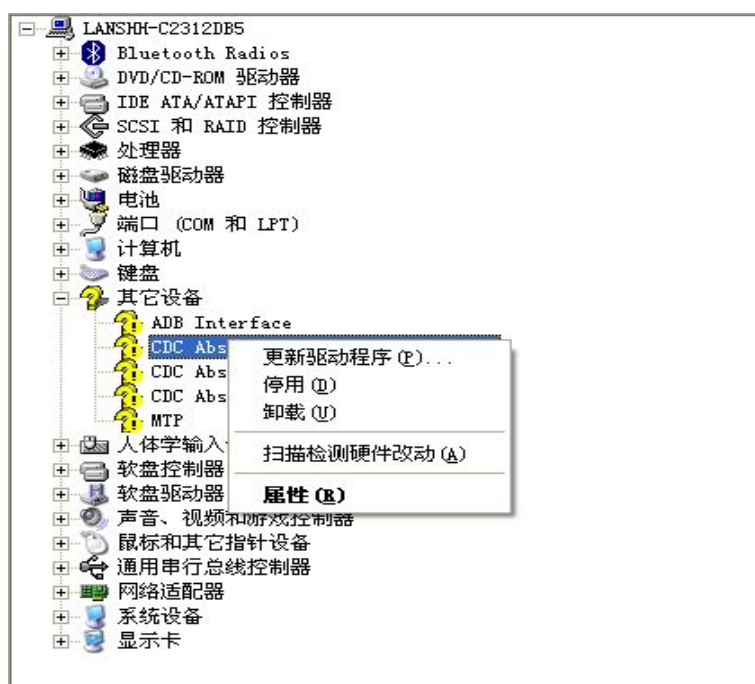 LANSHH-C2312DB5
Bluetooth Radios
DVD/CD-ROM 驱动器
IDE ATA/ATAPI 控制器
SCSI 和 RAID 控制器
处理器
磁盘驱动器
电池
端口 (COM 和 LPT)
计算机
键盘
其它设备
ADB Interface
CDC Abs
CDC Abs
CDC Abs
MTP
人体学输入
软盘控制器
软盘驱动器
声音、视频和游戏控制器
鼠标和其它指针设备
通用串行总线控制器
网络适配器
系统设备
显示卡
更新驱动程序(P)...
停用(D)
卸载(U)
扫描检测硬件改动(A)
属性(R)